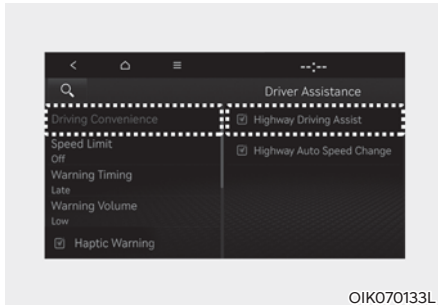 --:--
Driver Assistance
Driving Convenience
Highway Driving Assist
Speed Limit
Off
Highway Auto Speed Change
Warning Timing
Late
Warning Volume
Low
Haptic Warning
OIK070133L